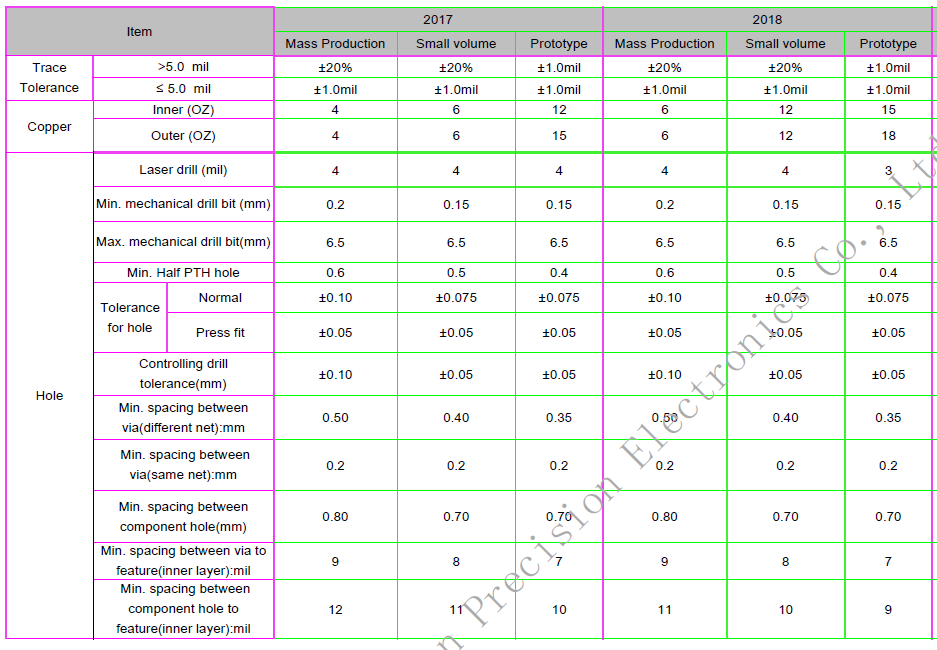 Item 2017 2018
Mass Production Small volume Prototype Mass Production Small volume Prototype
Trace Tolerance >5.0 mil ±20% ±20% ±1.0mil ±20% ±20% ±1.0mil
≤ 5.0 mil ±1.0mil ±1.0mil ±1.0mil ±1.0mil ±1.0mil ±1.0mil
Copper Inner (OZ) 4 6 12 6 12 15
Outer (OZ) 4 6 15 6 12 18
Hole Laser drill (mil) 4 4 4 4 4 3
Min. mechanical drill bit (mm) 0.2 0.15 0.15 0.2 0.15 0.15
Max. mechanical drill bit(mm) 6.5 6.5 6.5 6.5 6.5 6.5
Min. Half PTH hole 0.6 0.5 0.4 0.6 0.5 0.4
Tolerance for hole Normal ±0.10 ±0.075 ±0.075 ±0.10 ±0.075 ±0.075
Press fit ±0.05 ±0.05 ±0.05 ±0.05 ±0.05 ±0.05
Controlling drill tolerance(mm) ±0.10 ±0.05 ±0.05 ±0.10 ±0.05 ±0.05
Min. spacing between via(different net):mm 0.50 0.40 0.35 0.50 0.40 0.35
Min. spacing between via(same net):mm 0.2 0.2 0.2 0.2 0.2 0.2
Min. spacing between component hole(mm) 0.80 0.70 0.70 0.80 0.70 0.70
Min. spacing between via to feature(inner layer):mil 9 8 7 9 8 7
Min. spacing between component hole to feature(inner layer):mil 12 11 10 11 10 9
n Precision Electronics Co., Ltd